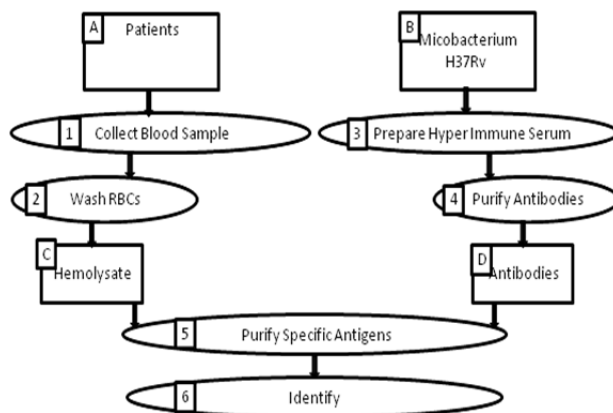 A
Patients
B
Micobacterium
H37Rv
1
Collect Blood Sample
3
Prepare Hyper Immune Serum
2
Wash RBCs
4
Purify Antibodies
C
Hemolysate
D
Antibodies
5
Purify Specific Antigens
6
Identify